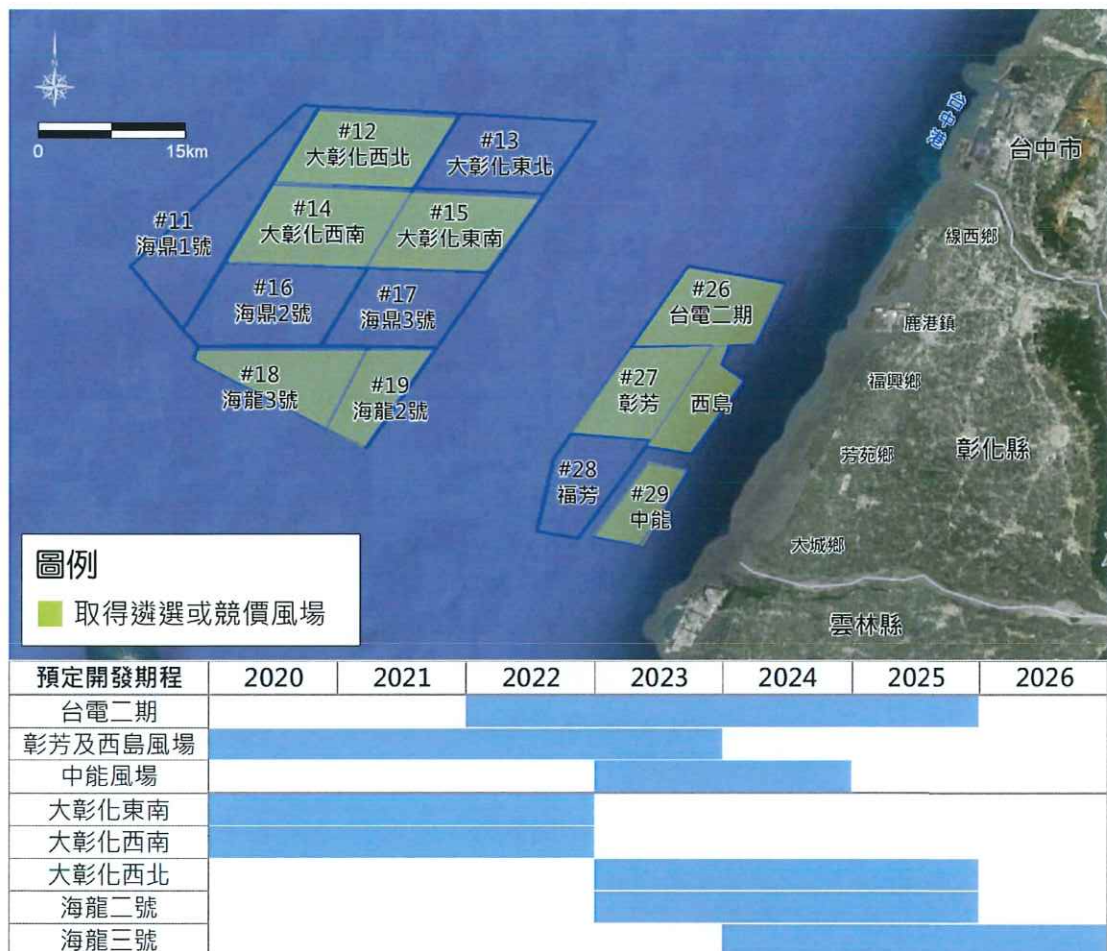 N
0 15km
#12
大彰化西北
#13
大彰化東北
#14
大彰化西南
#15
大彰化東南
#11
海鼎1號
#16
海鼎2號
#17
海鼎3號
#18
海龍3號
#19
海龍2號
#26
台電二期
#27
彰芳
西島
#28
福芳
#29
中能
台中市
線西鄉
鹿港鎮
福興鄉
芳苑鄉
彰化縣
大城鄉
雲林縣
圖例
取得遴選或競價風場
預定開發期程 2020 2021 2022 2023 2024 2025 2026
台電二期
彰芳及西島風場
中能風場
大彰化東南
大彰化西南
大彰化西北
海龍二號
海龍三號